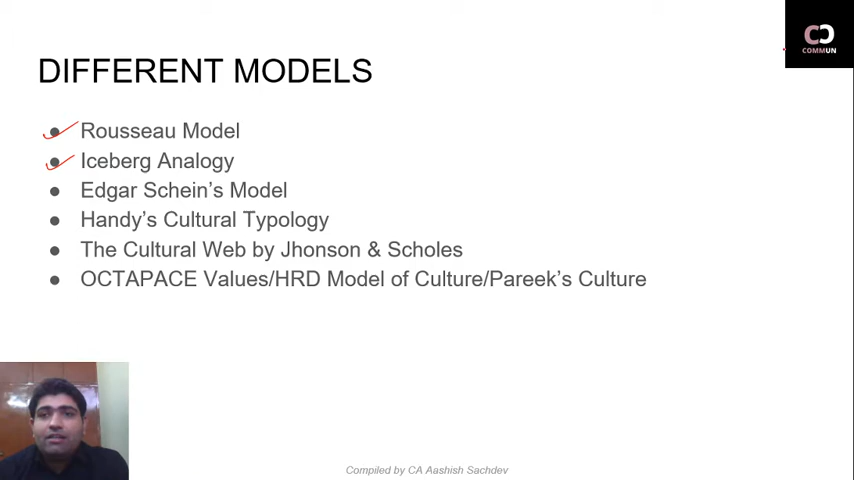 COMMUN
DIFFERENT MODELS
● Rousseau Model
● Iceberg Analogy
● Edgar Schein’s Model
● Handy’s Cultural Typology
● The Cultural Web by Jhonson & Scholes
● OCTAPACE Values/HRD Model of Culture/Pareek’s Culture
Compiled by CA Aashish Sachdev